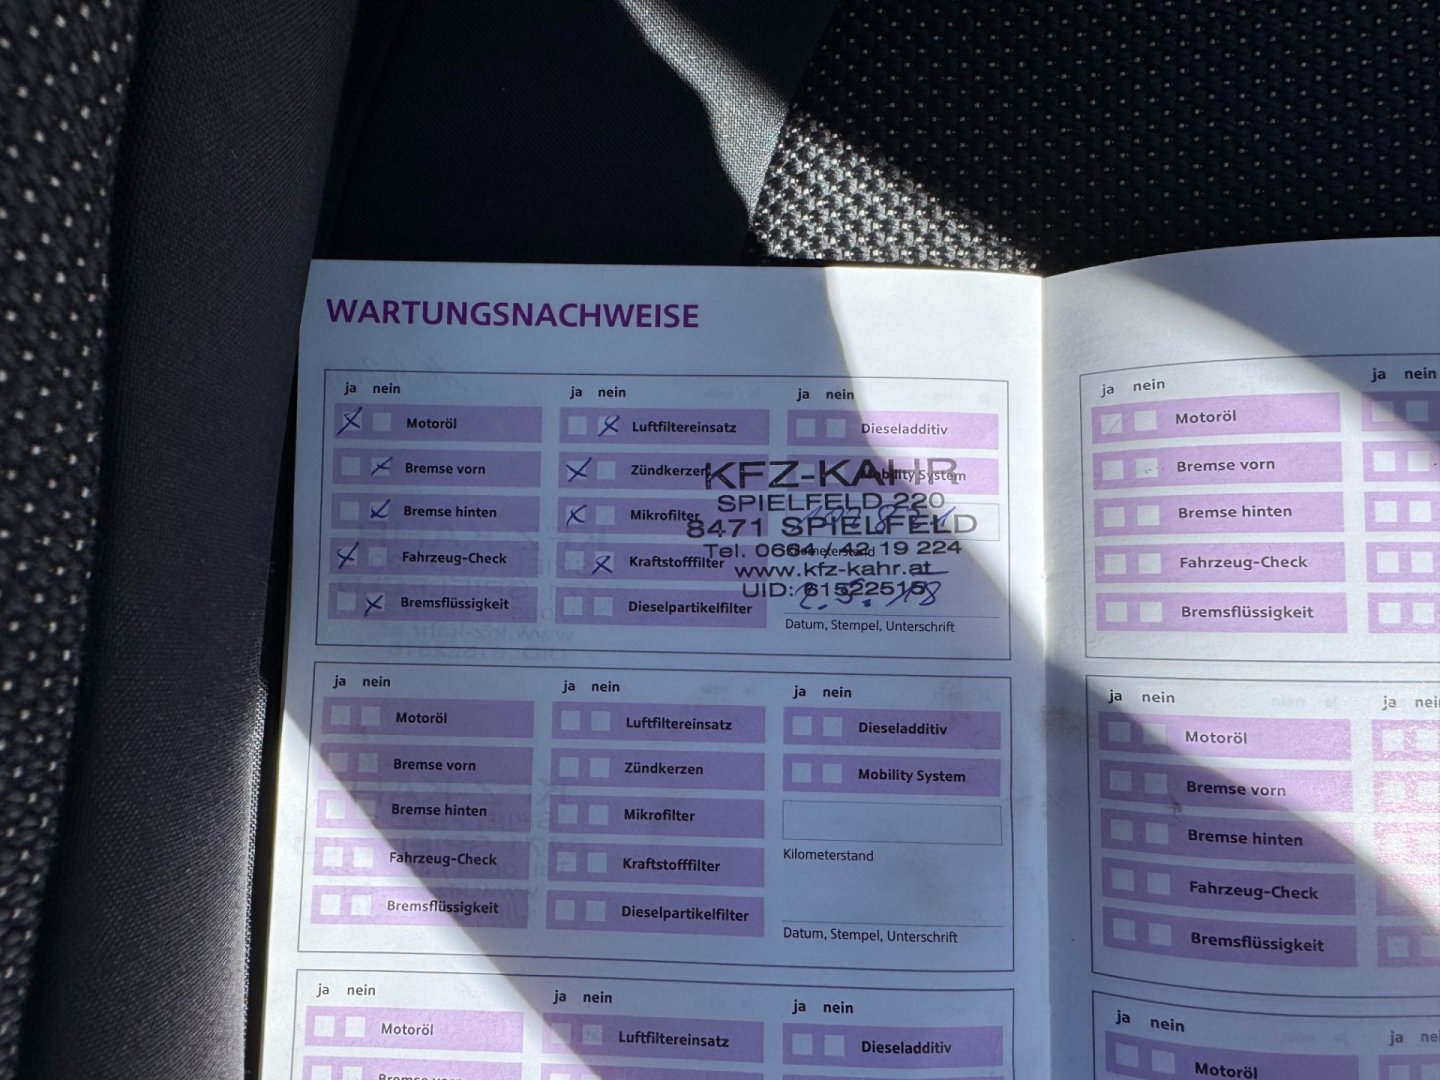 WARTUNGSNACHWEISE
ja nein
Motoröl
Bremse vorn
Bremse hinten
Fahrzeug-Check
Bremsflüssigkeit
ja nein
Luftfiltereinsatz
Zündkerzen
Mikrofilter
Kraftstofffilter
Dieselpartikelfilter
ja nein
Dieseladditiv
Mobility System
Kilometerstand
KFZ-KAHR
SPIELFELD 220
8471 SPIELFELD
Tel. 0664 / 42 19 224
www.kfz-kahr.at
UID: 61522515
Datum, Stempel, Unterschrift
ja nein
Motoröl
Bremse vorn
Bremse hinten
Fahrzeug-Check
Bremsflüssigkeit
ja nein
Luftfiltereinsatz
Zündkerzen
Mikrofilter
Kraftstofffilter
Dieselpartikelfilter
ja nein
Dieseladditiv
Mobility System
Kilometerstand
Datum, Stempel, Unterschrift
ja nein
Motoröl
Bremse
ja nein
Luftfiltereinsatz
ja nein
Dieseladditiv
ja nein
Motoröl
Bremse vorn
Bremse hinten
Fahrzeug-Check
Bremsflüssigkeit
ja nein
ja nein
Motoröl
Bremse vorn
Bremse hinten
Fahrzeug-Check
Bremsflüssigkeit
ja
ja nein
Motoröl
ja